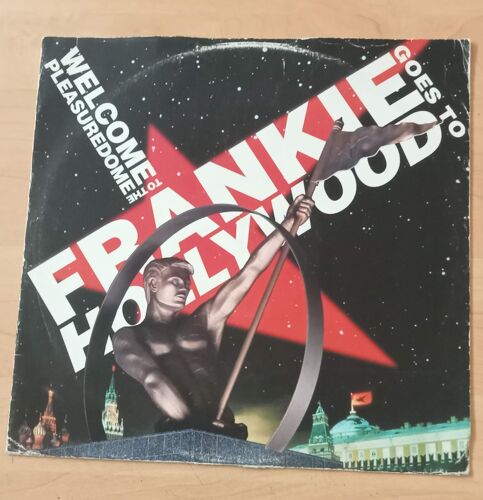 WELCOME
TO THE
PLEASUREDOME
FRANKIE
GOES TO
HOLLYWOOD